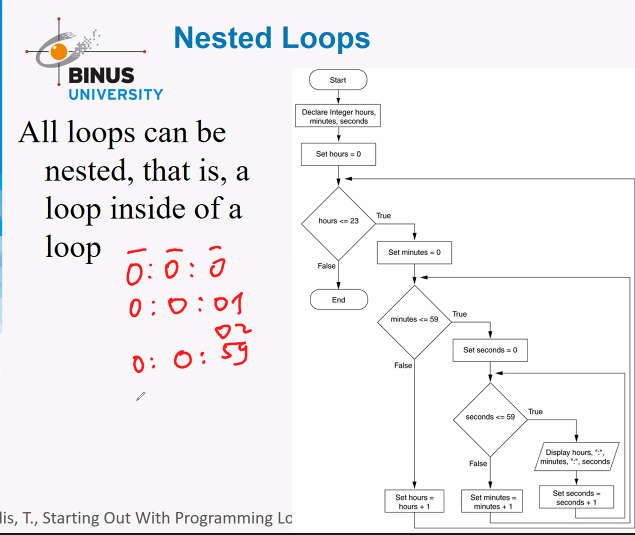 Nested Loops
BINUS
UNIVERSITY
All loops can be
nested, that is, a
loop inside of a
loop
0:0:0
0:0:01
02
0:0:59
lis, T., Starting Out With Programming Lo
Start
Declare Integer hours,
minutes, seconds
Set hours = 0
hours <= 23
True
False
End
Set minutes = 0
minutes <= 59
True
False
Set seconds = 0
seconds <= 59
True
False
Display hours, ":",
minutes, ":", seconds
Set seconds =
seconds + 1
Set minutes =
minutes + 1
Set hours =
hours + 1